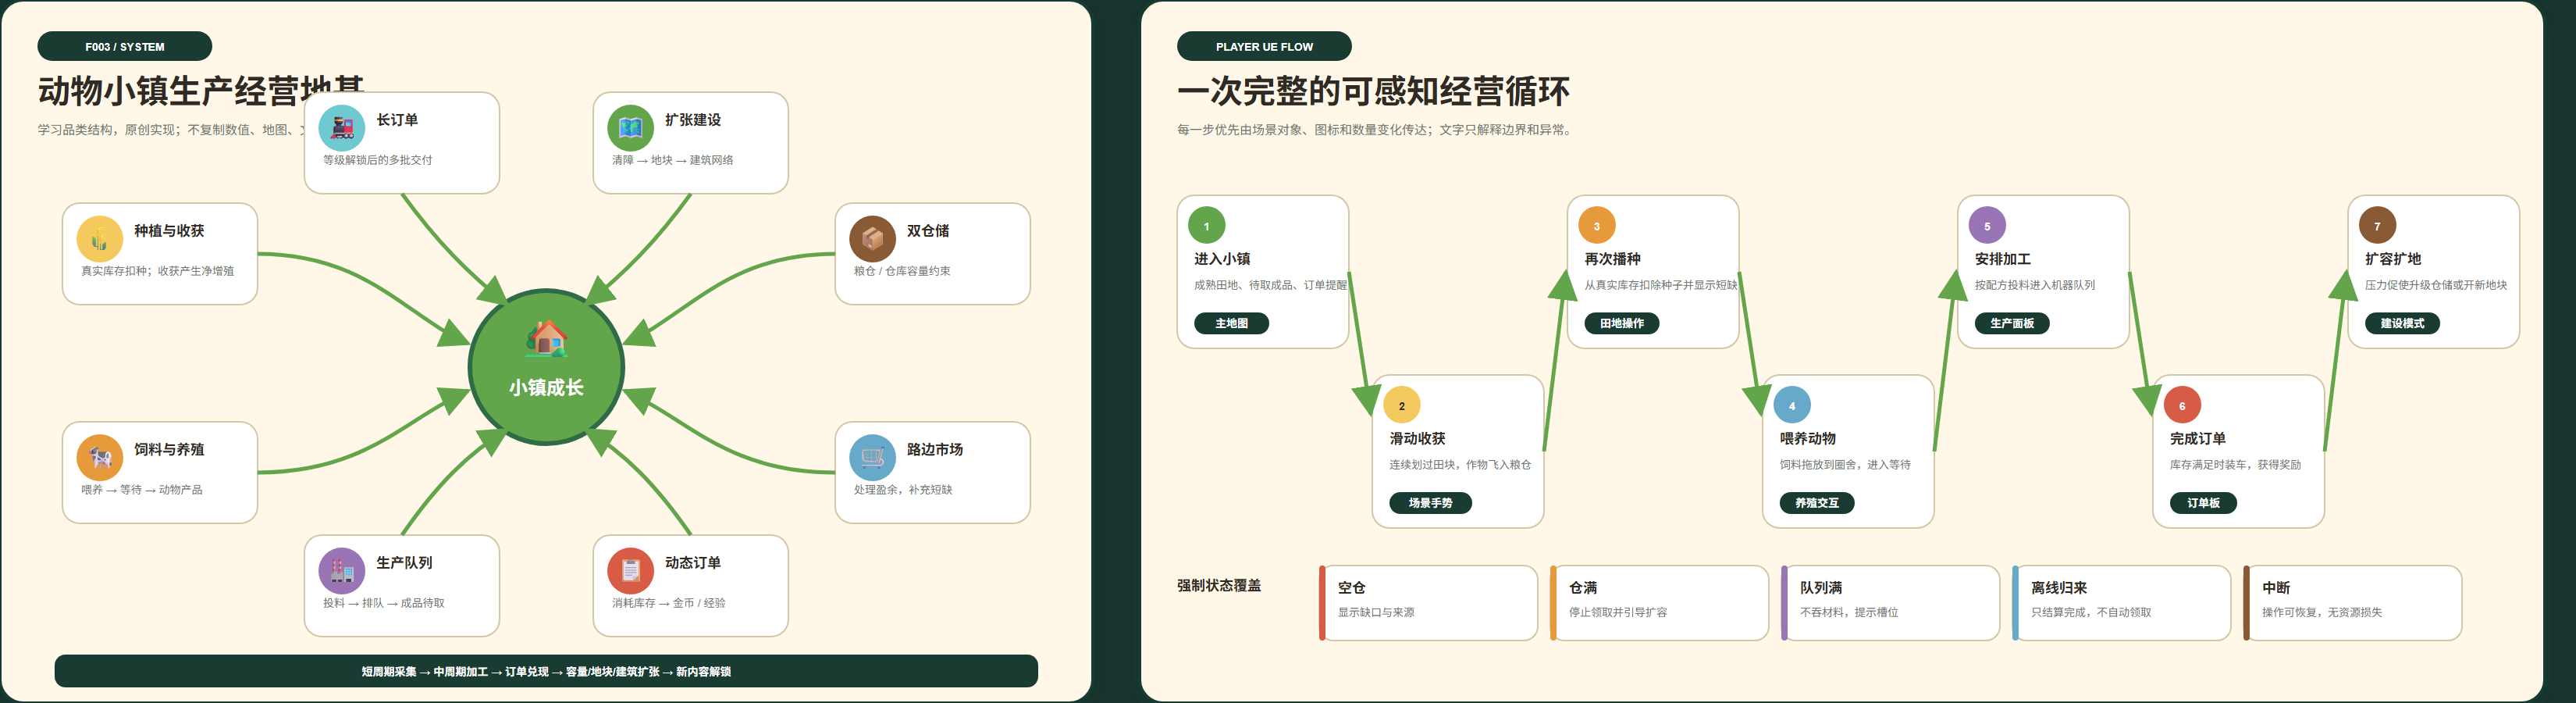 F003 / SYSTEM
动物小镇生产经营地基
学习品类结构，原创实现；不复制数值、地图、
长订单
等级解锁后的多批交付
扩张建设
清障 → 地块 → 建筑网络
种植与收获
真实库存扣种；收获产生净增殖
双仓储
粮仓 / 仓库容量约束
小镇成长
饲料与养殖
喂养 → 等待 → 动物产品
路边市场
处理盈余，补充短缺
生产队列
投料 → 排队 → 成品待取
动态订单
消耗库存 → 金币 / 经验
短周期采集 → 中周期加工 → 订单兑现 → 容量/地块/建筑扩张 → 新内容解锁
PLAYER UE FLOW
一次完整的可感知经营循环
每一步优先由场景对象、图标和数量变化传达；文字只解释边界和异常。
1
进入小镇
成熟田地、待取成品、订单提醒
主地图
2
滑动收获
连续划过田块，作物飞入粮仓
场景手势
3
再次播种
从真实库存扣除种子并显示短缺
田地操作
4
喂养动物
饲料拖放到圈舍，进入等待
养殖交互
5
安排加工
按配方投料进入机器队列
生产面板
6
完成订单
库存满足时装车，获得奖励
订单板
7
扩容扩地
压力促使升级仓储或开新地块
建设模式
强制状态覆盖
空仓
显示缺口与来源
仓满
停止领取并引导扩容
队列满
不吞材料，提示槽位
离线归来
只结算完成，不自动领取
中断
操作可恢复，无资源损失